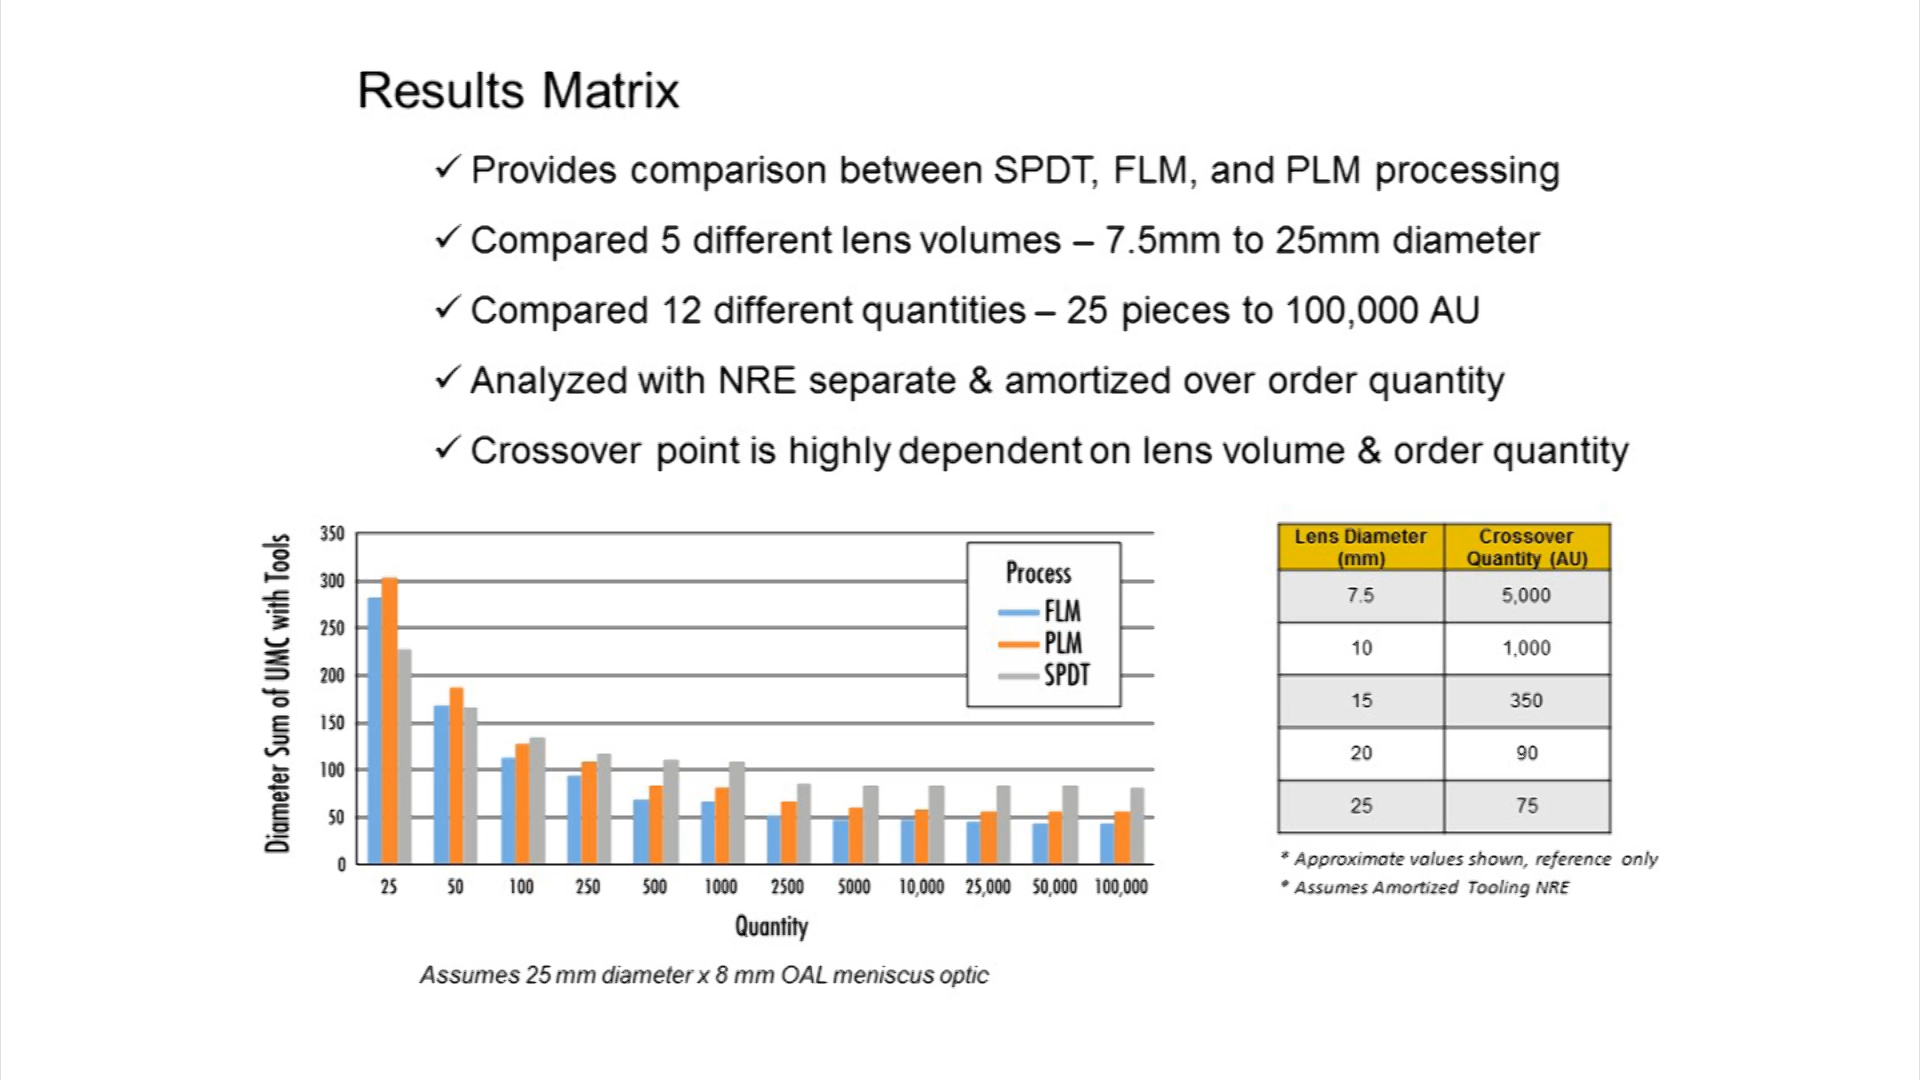 Results Matrix
✓ Provides comparison between SPDT, FLM, and PLM processing
✓ Compared 5 different lens volumes – 7.5mm to 25mm diameter
✓ Compared 12 different quantities – 25 pieces to 100,000 AU
✓ Analyzed with NRE separate & amortized over order quantity
✓ Crossover point is highly dependent on lens volume & order quantity
Diameter Sum of UMC with Tools
350
300
250
200
150
100
50
0
Process
FLM
PLM
SPDT
25 50 100 250 500 1000 2500 5000 10,000 25,000 50,000 100,000
Quantity
Assumes 25 mm diameter x 8 mm OAL meniscus optic
Lens Diameter (mm) Crossover Quantity (AU)
7.5 5,000
10 1,000
15 350
20 90
25 75
* Approximate values shown, reference only
* Assumes Amortized Tooling NRE